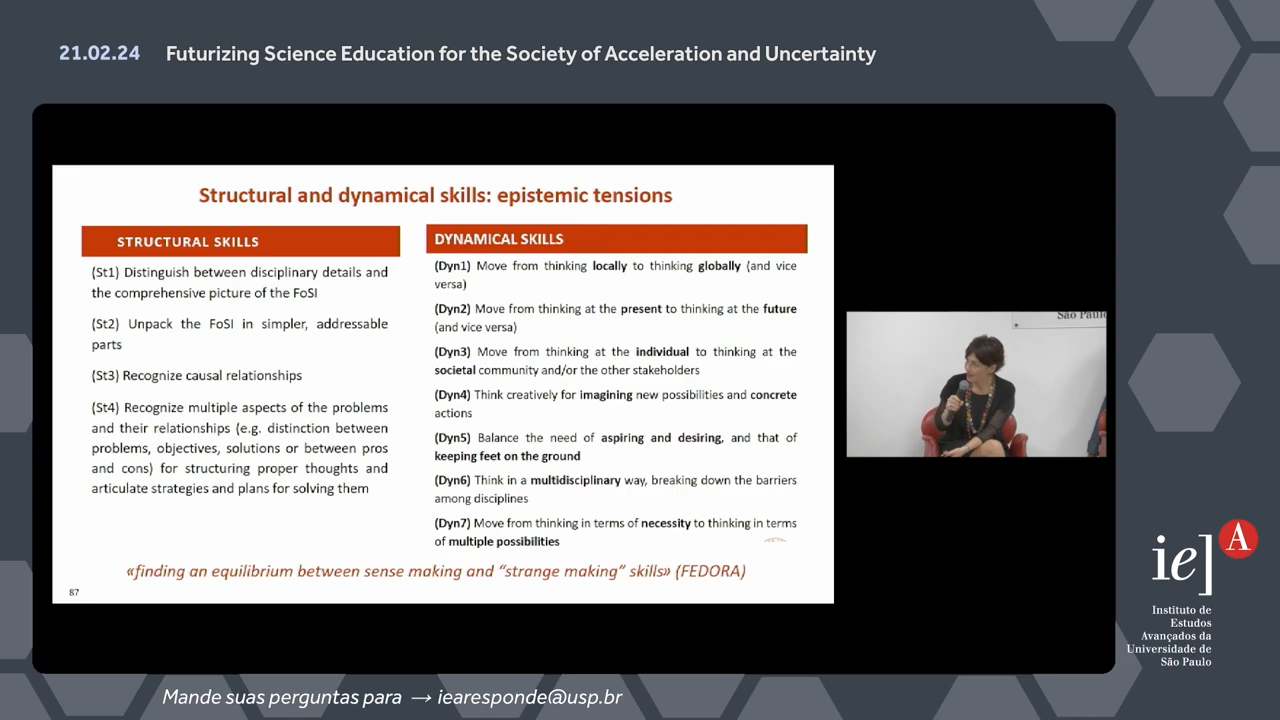 21.02.24 Futurizing Science Education for the Society of Acceleration and Uncertainty
Structural and dynamical skills: epistemic tensions
STRUCTURAL SKILLS
(St1) Distinguish between disciplinary details and
the comprehensive picture of the FoSI
(St2) Unpack the FoSI in simpler, addressable
parts
(St3) Recognize causal relationships
(St4) Recognize multiple aspects of the problems
and their relationships (e.g. distinction between
problems, objectives, solutions or between pros
and cons) for structuring proper thoughts and
articulate strategies and plans for solving them
DYNAMICAL SKILLS
(Dyn1) Move from thinking locally to thinking globally (and vice
versa)
(Dyn2) Move from thinking at the present to thinking at the future
(and vice versa)
(Dyn3) Move from thinking at the individual to thinking at the
societal community and/or the other stakeholders
(Dyn4) Think creatively for imagining new possibilities and concrete
actions
(Dyn5) Balance the need of aspiring and desiring, and that of
keeping feet on the ground
(Dyn6) Think in a multidisciplinary way, breaking down the barriers
among disciplines
(Dyn7) Move from thinking in terms of necessity to thinking in terms
of multiple possibilities
«finding an equilibrium between sense making and “strange making” skills» (FEDORA)
87
São Paulo
ie] A
Instituto de
Estudos
Avançados da
Universidade de
São Paulo
Mande suas perguntas para → iearesponde@usp.br